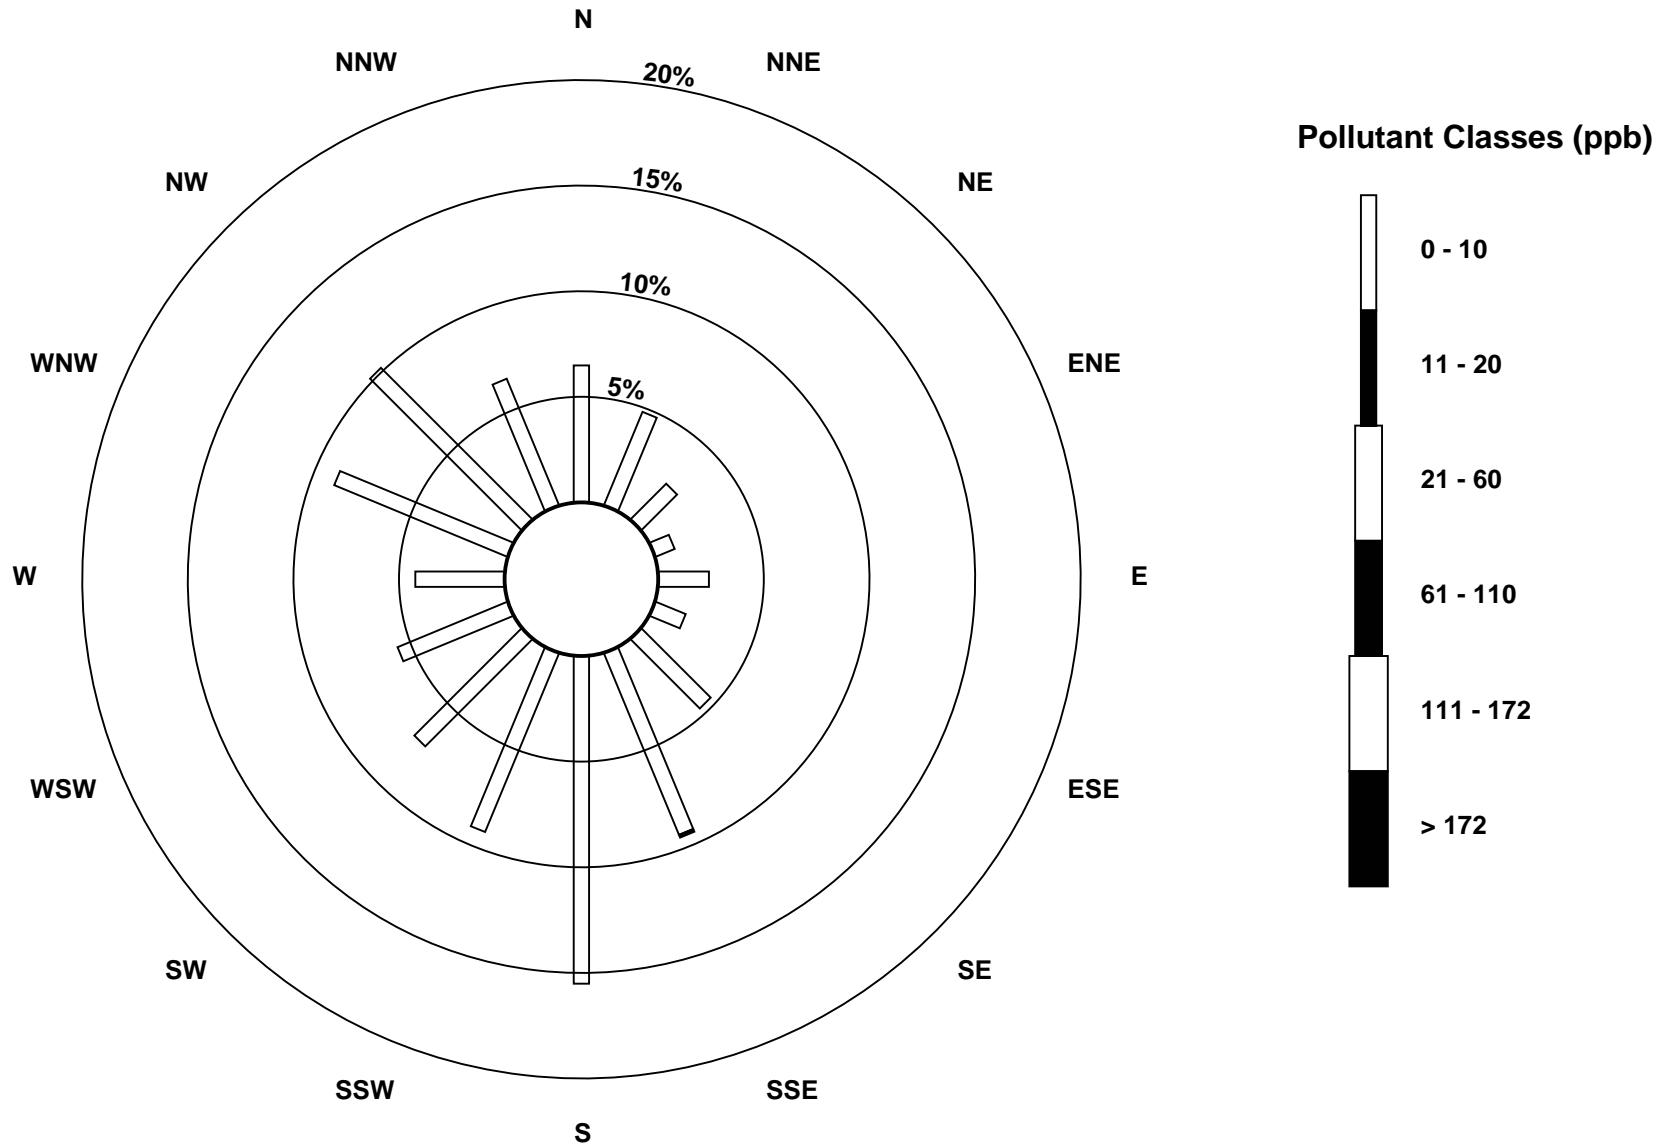 N
NNW
NNE
20%
Pollutant Classes (ppb)
15%
NW
NE
0 - 10
10%
WNW
ENE
11 - 20
5%
21 - 60
W
E
61 - 110
111 - 172
WSW
ESE
> 172
SW
SE
SSW
SSE
S